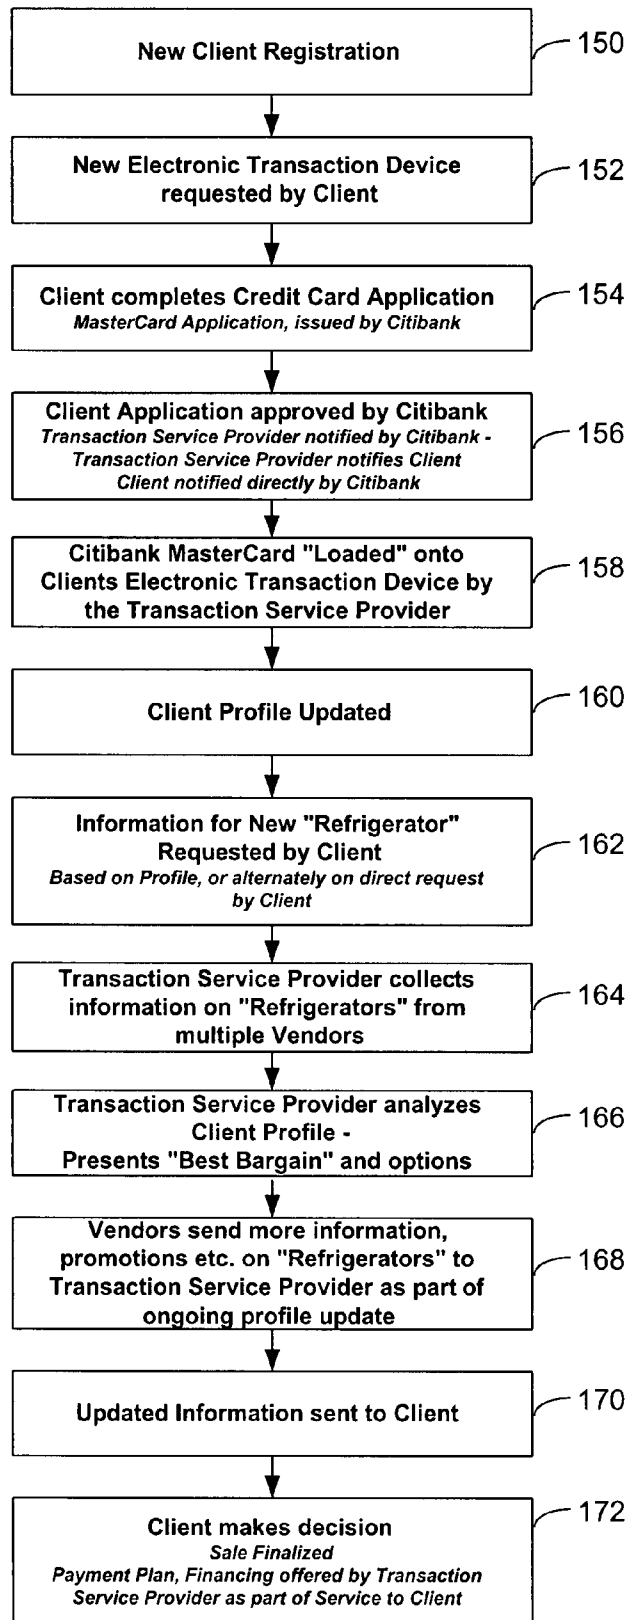 New Client Registration
150
New Electronic Transaction Device
requested by Client
152
Client completes Credit Card Application
MasterCard Application, issued by Citibank
154
Client Application approved by Citibank
Transaction Service Provider notified by Citibank -
Transaction Service Provider notifies Client
Client notified directly by Citibank
156
Citibank MasterCard "Loaded" onto
Clients Electronic Transaction Device by
the Transaction Service Provider
158
Client Profile Updated
160
Information for New "Refrigerator"
Requested by Client
Based on Profile, or alternately on direct request
by Client
162
Transaction Service Provider collects
information on "Refrigerators" from
multiple Vendors
164
Transaction Service Provider analyzes
Client Profile -
Presents "Best Bargain" and options
166
Vendors send more information,
promotions etc. on "Refrigerators" to
Transaction Service Provider as part of
ongoing profile update
168
Updated Information sent to Client
170
Client makes decision
Sale Finalized
Payment Plan, Financing offered by Transaction
Service Provider as part of Service to Client
172